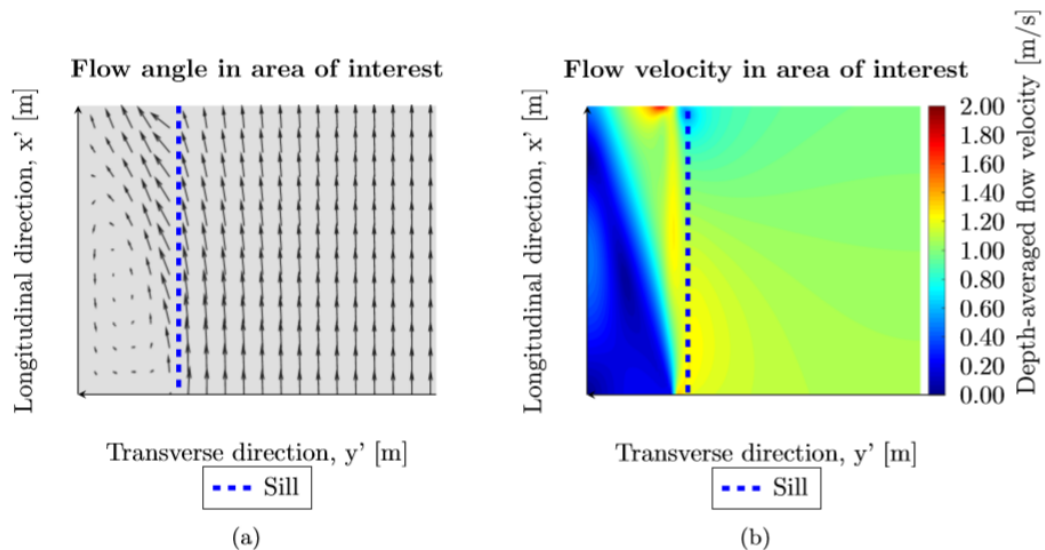 Flow angle in area of interest
Longitudinal direction, x' [m]
Transverse direction, y' [m]
Sill
(a)
Flow velocity in area of interest
Longitudinal direction, x' [m]
Transverse direction, y' [m]
Sill
(b)
2.00
1.80
1.60
1.40
1.20
1.00
0.80
0.60
0.40
0.20
0.00
Depth-averaged flow velocity [m/s]